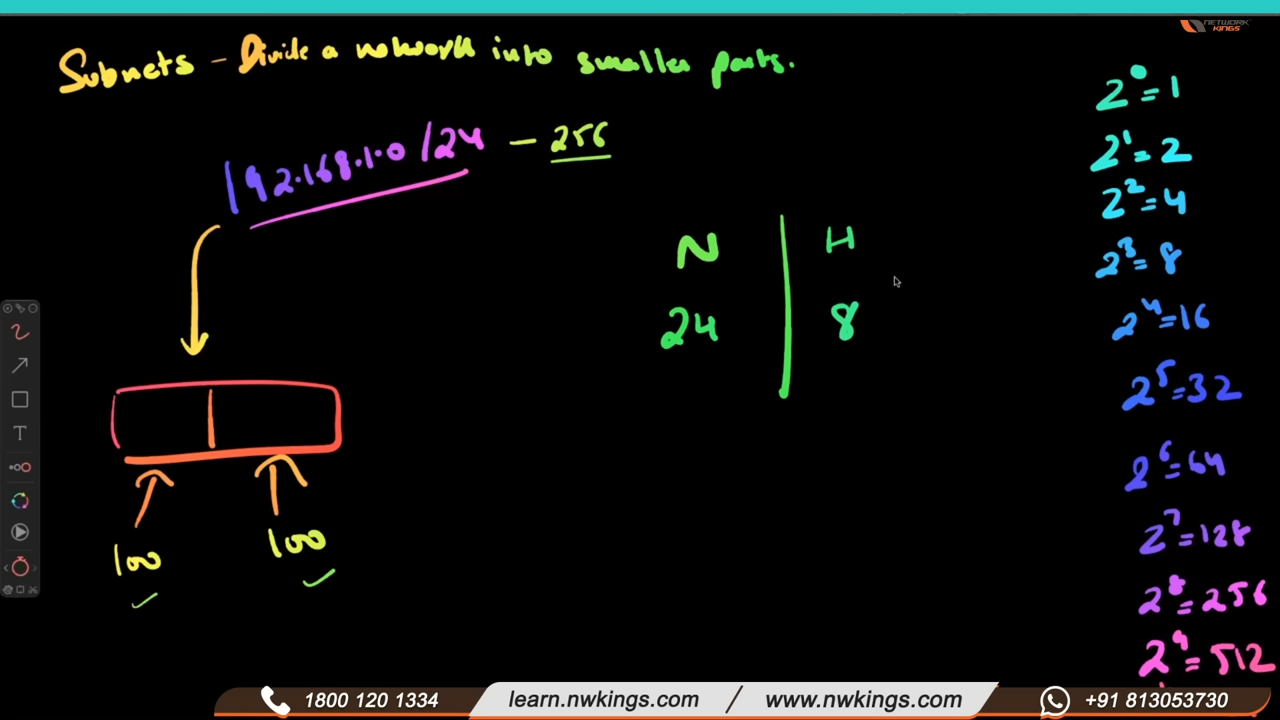 NETWORK
KINGS
Subnets - Divide a network into smaller parts.
192.168.1.0 /24 - 256
N H
24 8
100 100
2⁰ = 1
2¹ = 2
2² = 4
2³ = 8
2⁴ = 16
2⁵ = 32
2⁶ = 64
2⁷ = 128
2⁸ = 256
2⁹ = 512
T
1800 120 1334 learn.nwkings.com / www.nwkings.com +91 813053730